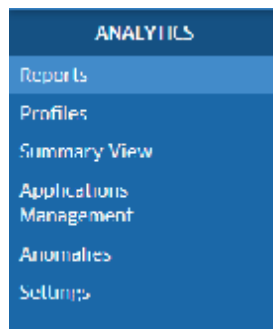 ANALYTICS
Reports
Profiles
Summary View
Applications
Management
Anomalies
Settings